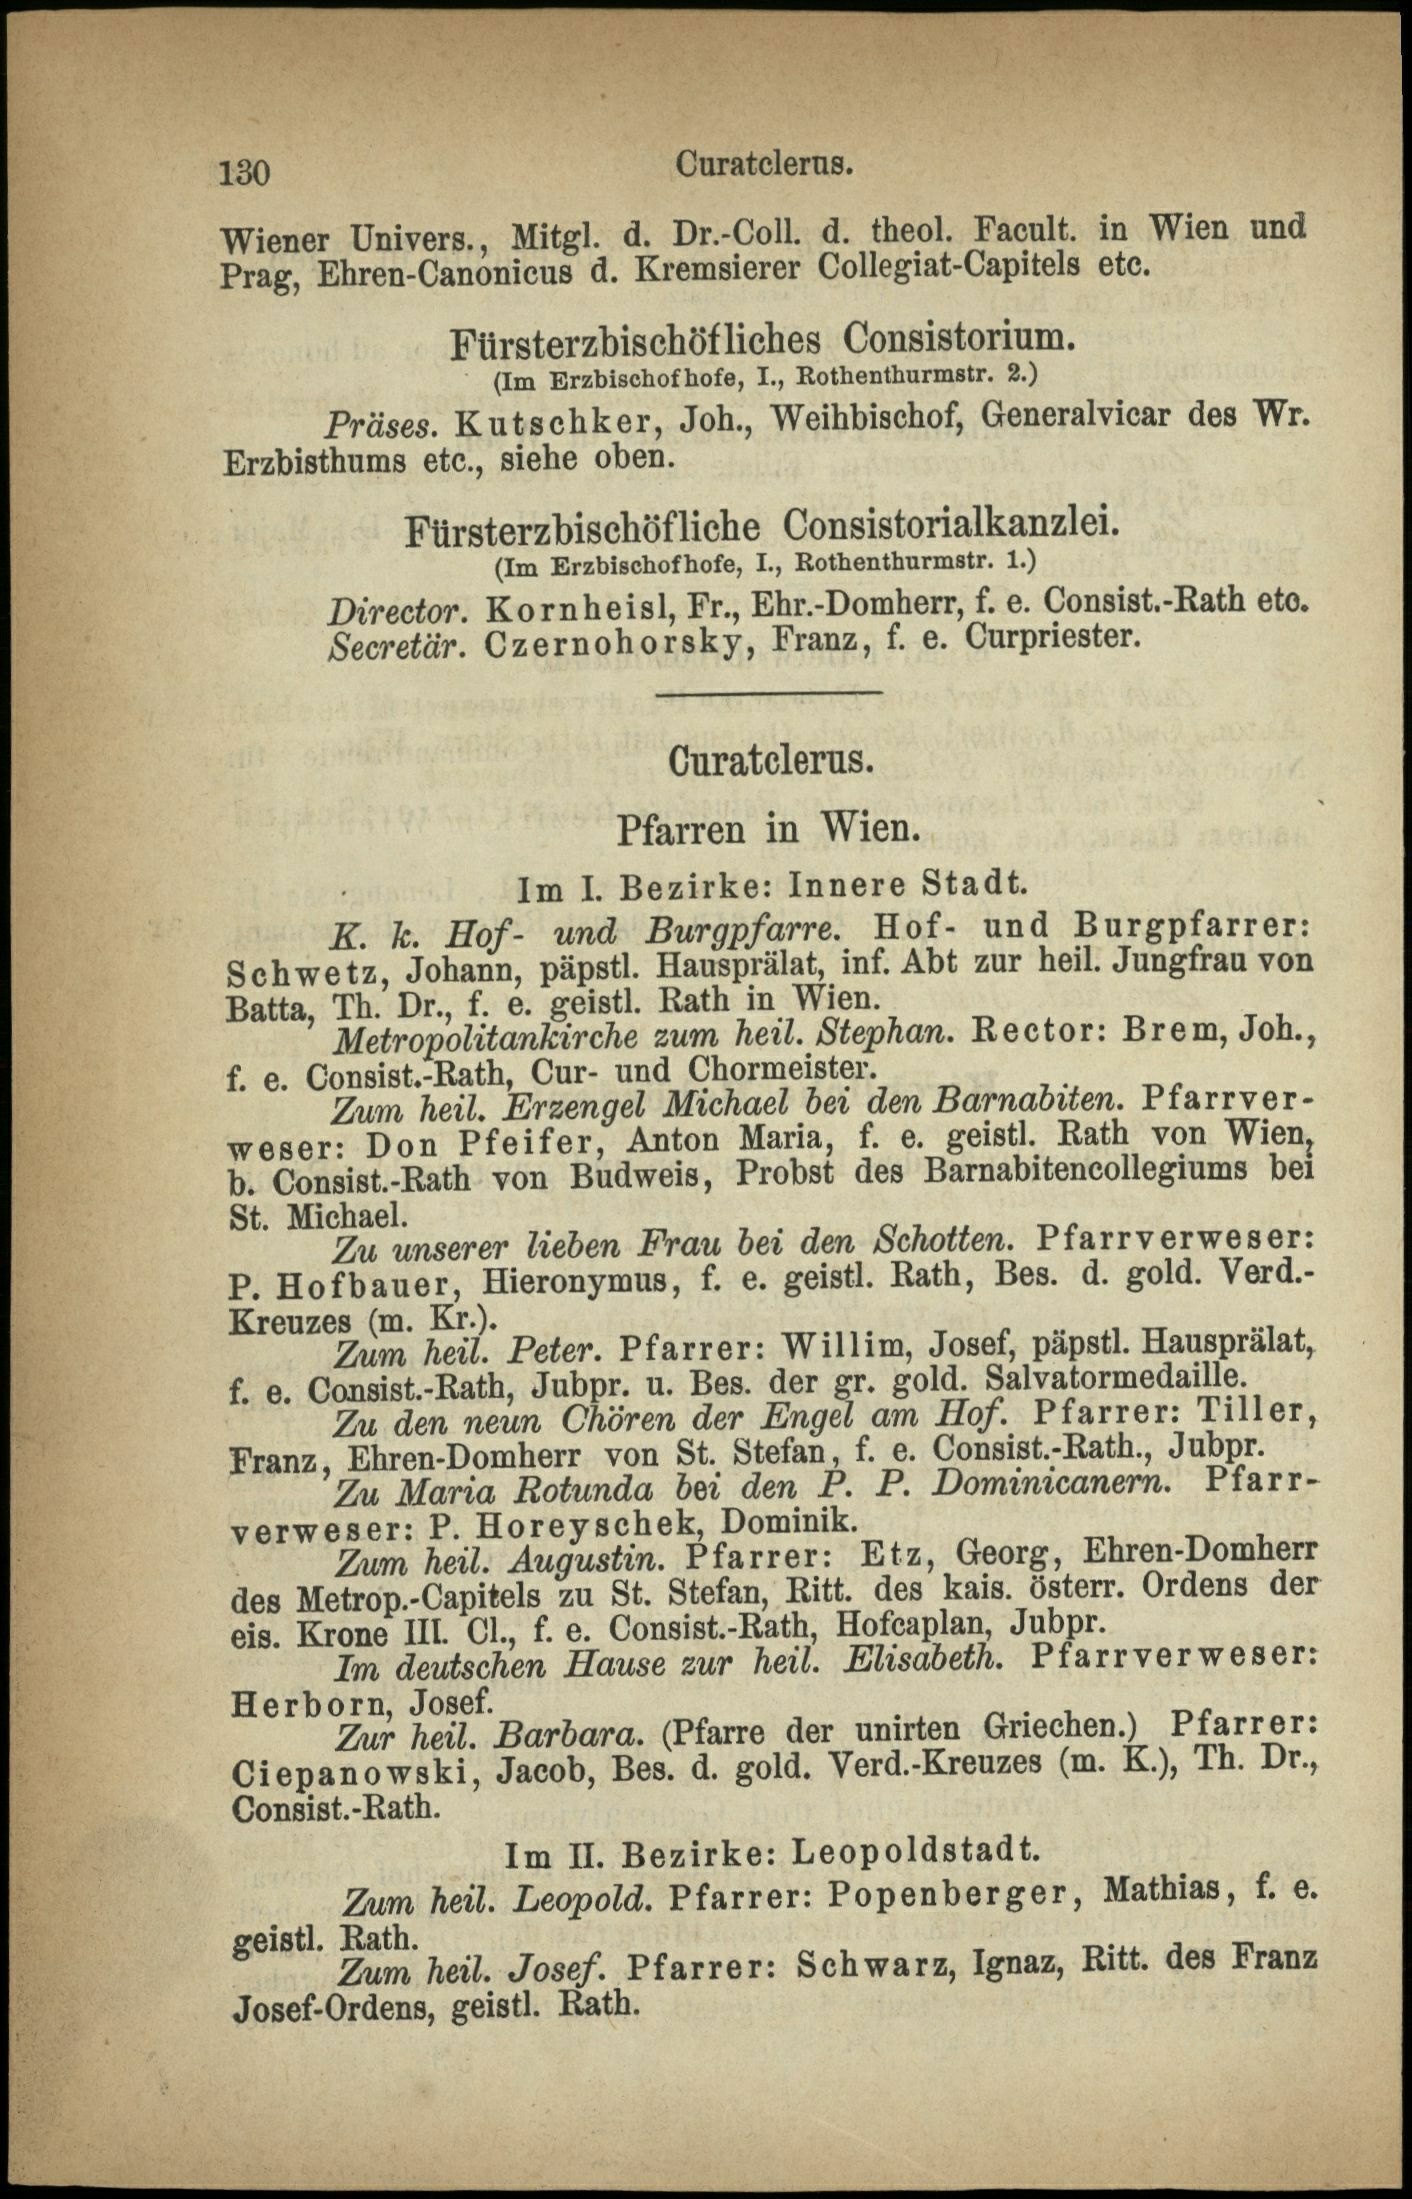 130
Curatclerus.
Wiener Univers., Mitgl. d. Dr.-Coll. d. theol. Facult. in Wien und
Prag, Ehren-Canonicus d. Kremsierer Collegiat-Capitels etc.
Fürsterzbischöfliches Consistorium.
(Im Erzbischofhofe, I., Rothenthurmstr. 2.)
Präses. Kutschker, Joh., Weihbischof, Generalvicar des Wr.
Erzbisthums etc., siehe oben.
Fürsterzbischöfliche Consistorialkanzlei.
(Im Erzbischofhofe, I., Rothenthurmstr. 1.)
Director. Kornheisl, Fr., Ehr.-Domherr, f. e. Consist.-Rath etc.
Secretär. Czernohorsky, Franz, f. e. Curpriester.
Curatclerus.
Pfarren in Wien.
Im I. Bezirke: Innere Stadt.
K. k. Hof- und Burgpfarre. Hof- und Burgpfarrer:
Schwetz, Johann, päpstl. Hausprälat, inf. Abt zur heil. Jungfrau von
Batta, Th. Dr., f. e. geistl. Rath in Wien.
Metropolitankirche zum heil. Stephan. Rector: Brem, Joh.,
f. e. Consist.-Rath, Cur- und Chormeister.
Zum heil. Erzengel Michael bei den Barnabiten. Pfarrver-
weser: Don Pfeifer, Anton Maria, f. e. geistl. Rath von Wien,
b. Consist.-Rath von Budweis, Probst des Barnabitencollegiums bei
St. Michael.
Zu unserer lieben Frau bei den Schotten. Pfarrverweser:
P. Hofbauer, Hieronymus, f. e. geistl. Rath, Bes. d. gold. Verd.-
Kreuzes (m. Kr.).
Zum heil. Peter. Pfarrer: Willim, Josef, päpstl. Hausprälat,
f. e. Consist.-Rath, Jubpr. u. Bes. der gr. gold. Salvatormedaille.
Zu den neun Chören der Engel am Hof. Pfarrer: Tiller,
Franz, Ehren-Domherr von St. Stefan, f. e. Consist.-Rath., Jubpr.
Zu Maria Rotunda bei den P. P. Dominicanern. Pfarr-
verweser: P. Horeyschek, Dominik.
Zum heil. Augustin. Pfarrer: Etz, Georg, Ehren-Domherr
des Metrop.-Capitels zu St. Stefan, Ritt. des kais. österr. Ordens der
eis. Krone III. Cl., f. e. Consist.-Rath, Hofcaplan, Jubpr.
Im deutschen Hause zur heil. Elisabeth. Pfarrverweser:
Herborn, Josef.
Zur heil. Barbara. (Pfarre der unirten Griechen.) Pfarrer:
Ciepanowski, Jacob, Bes. d. gold. Verd.-Kreuzes (m. K.), Th. Dr.,
Consist.-Rath.
Im II. Bezirke: Leopoldstadt.
Zum heil. Leopold. Pfarrer: Popenberger, Mathias, f. e.
geistl. Rath.
Zum heil. Josef. Pfarrer: Schwarz, Ignaz, Ritt. des Franz
Josef-Ordens, geistl. Rath.